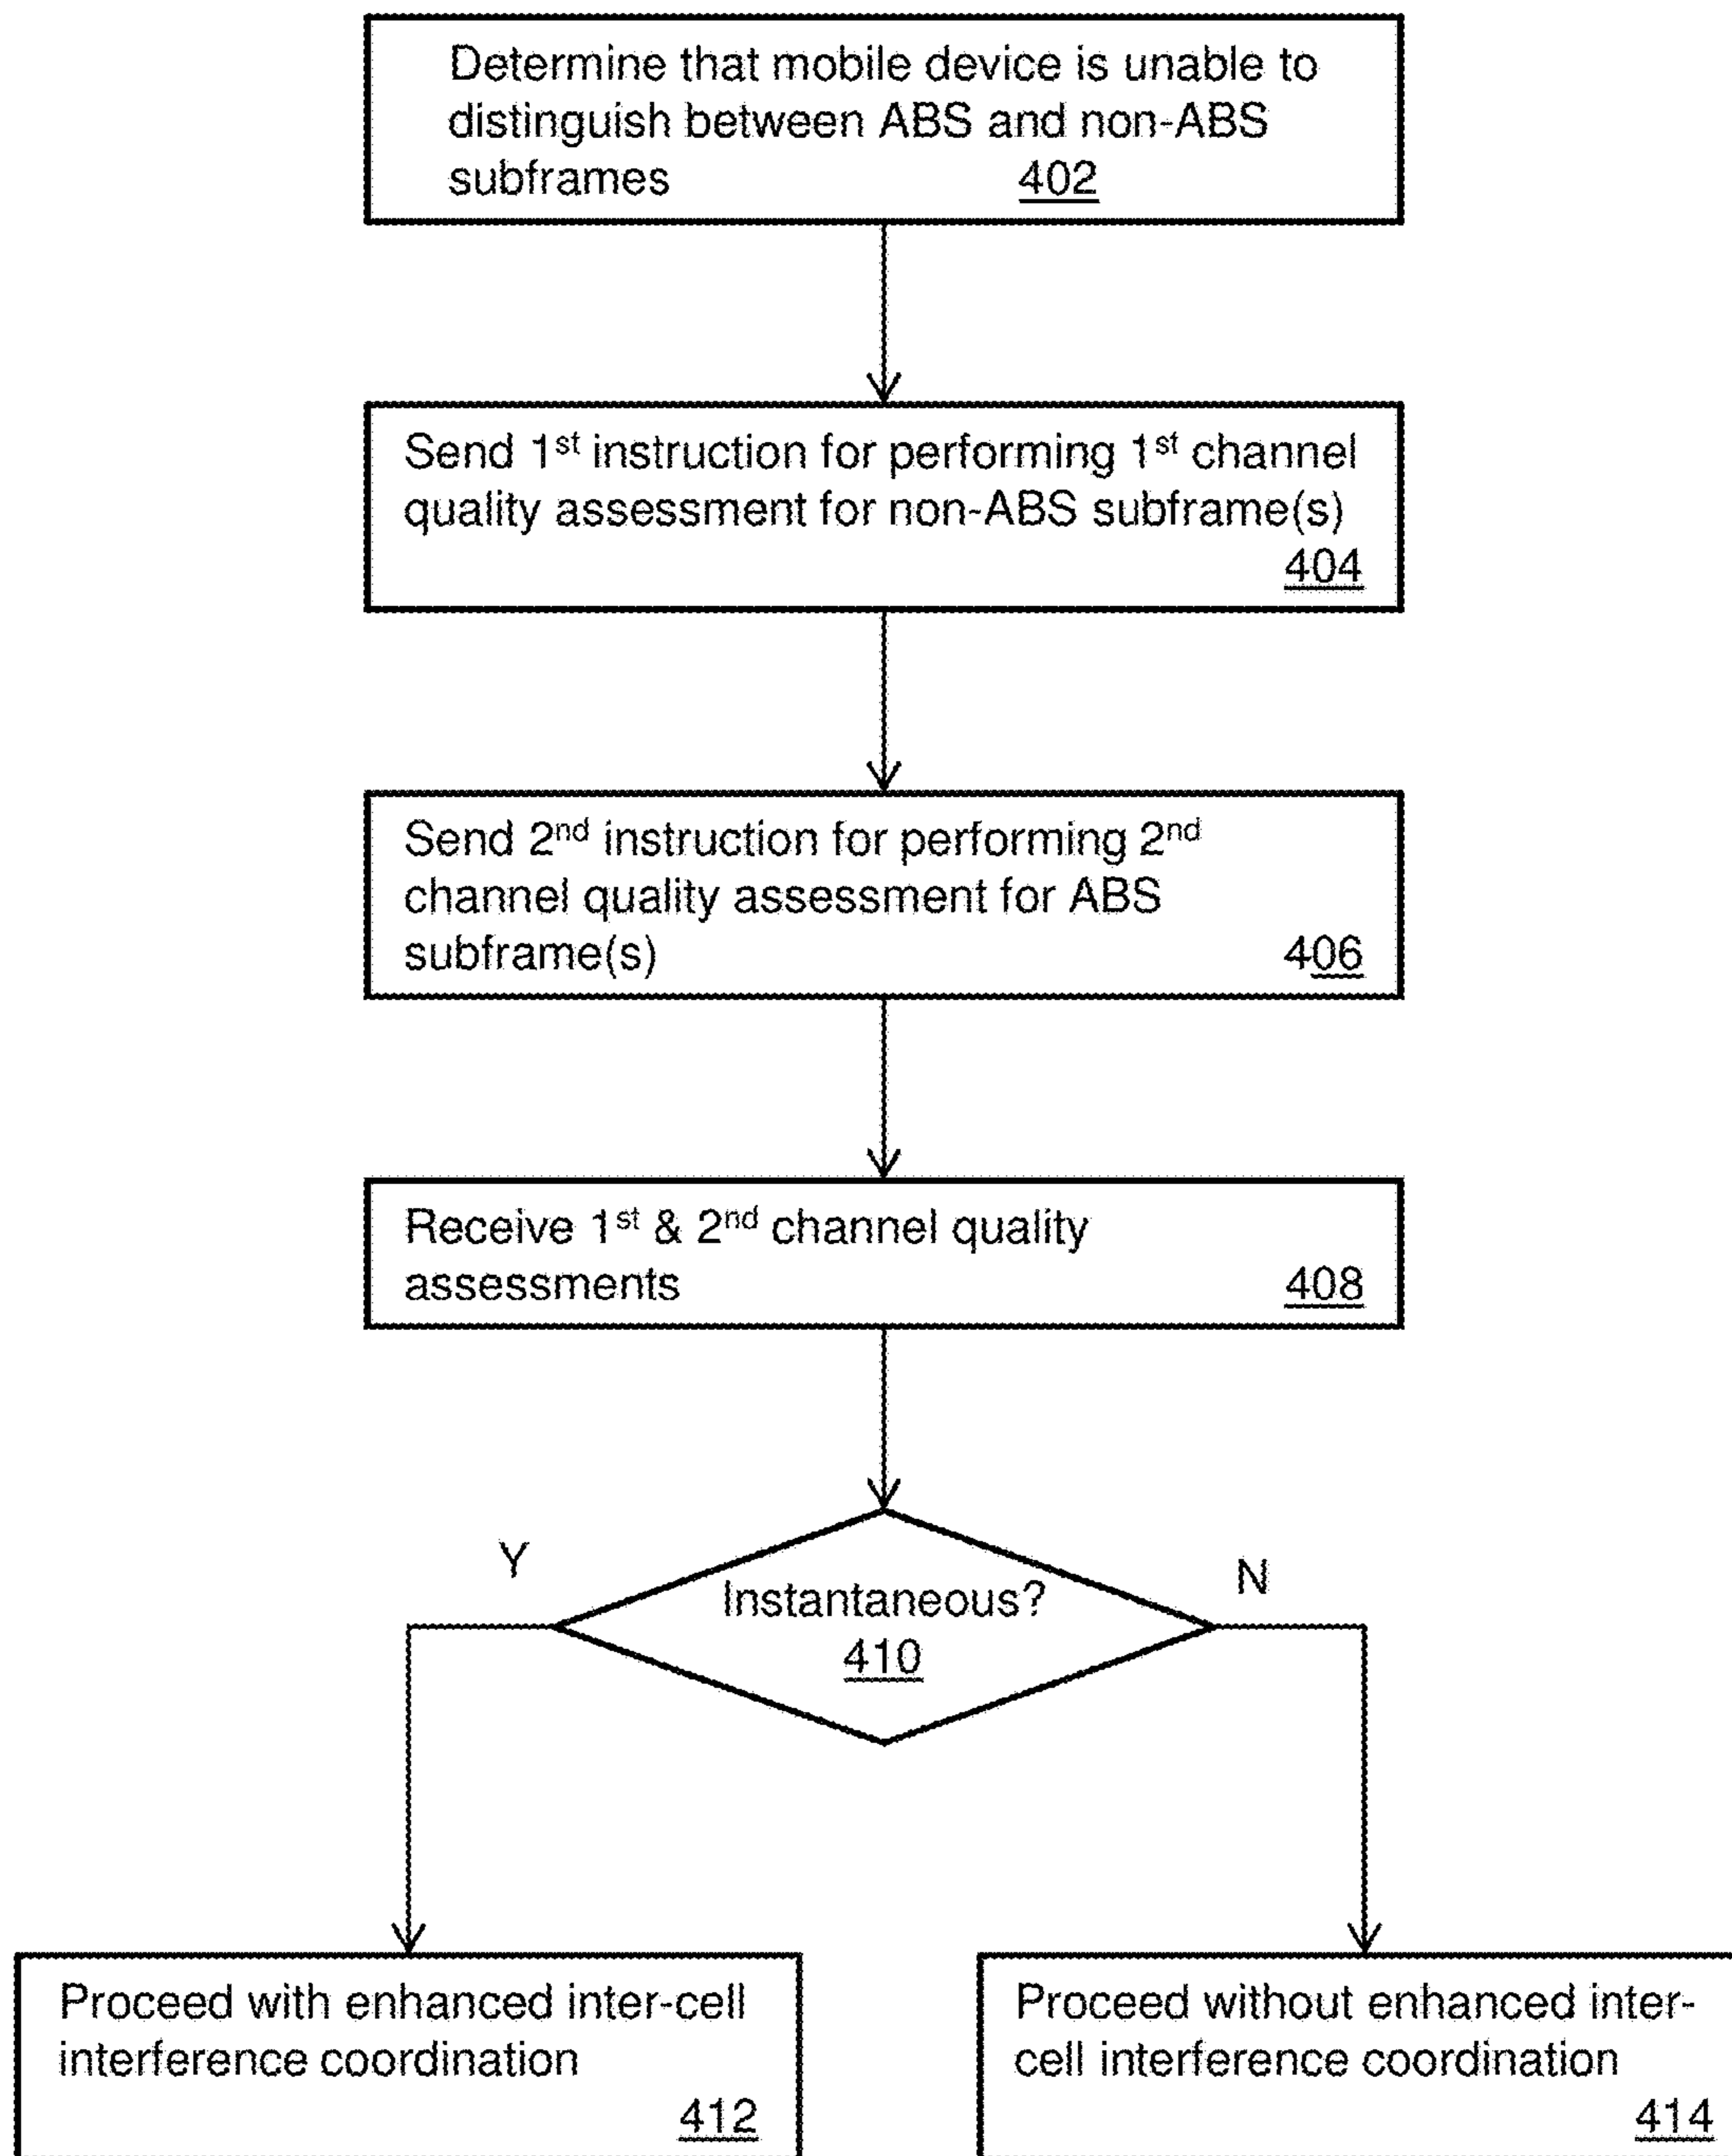 Determine that mobile device is unable to
distinguish between ABS and non-ABS
subframes 402
Send 1st instruction for performing 1st channel
quality assessment for non-ABS subframe(s)
404
Send 2nd instruction for performing 2nd
channel quality assessment for ABS
subframe(s) 406
Receive 1st & 2nd channel quality
assessments 408
Y
N
Instantaneous?
410
Proceed with enhanced inter-cell
interference coordination
412
Proceed without enhanced inter-
cell interference coordination
414